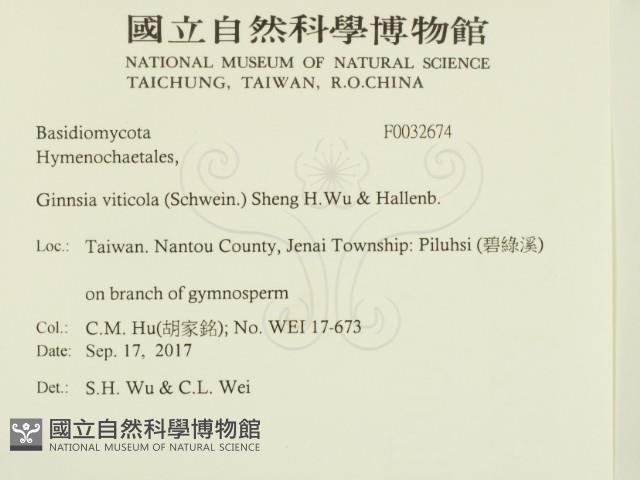 國立自然科學博物館
NATIONAL MUSEUM OF NATURAL SCIENCE
TAICHUNG, TAIWAN, R.O.CHINA
Basidiomycota F0032674
Hymenochaetales,
Ginnsia viticola (Schwein.) Sheng H.Wu & Hallenb.
Loc.: Taiwan. Nantou County, Jenai Township: Piluhsi (碧綠溪)
on branch of gymnosperm
Col.: C.M. Hu(胡家銘); No. WEI 17-673
Date: Sep. 17, 2017
Det.: S.H. Wu & C.L. Wei
國立自然科學博物館
NATIONAL MUSEUM OF NATURAL SCIENCE